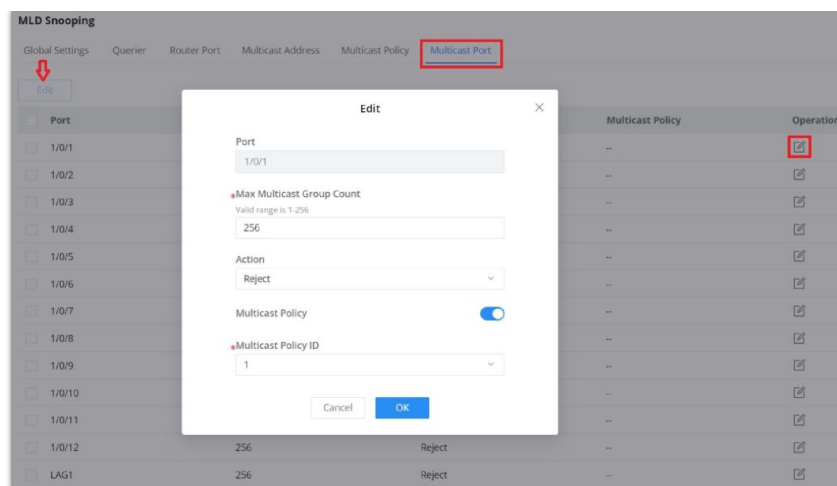 MLD Snooping
Global Settings Querier Router Port Multicast Address Multicast Policy Multicast Port
Edit
Port Multicast Policy Operation
1/0/1 --
1/0/2 --
1/0/3 --
1/0/4 --
1/0/5 --
1/0/6 --
1/0/7 --
1/0/8 --
1/0/9 --
1/0/10 --
1/0/11 --
1/0/12 256 Reject --
LAG1 256 Reject --
Edit
Port
1/0/1
*Max Multicast Group Count
Valid range is 1-256
256
Action
Reject
Multicast Policy
*Multicast Policy ID
1
Cancel OK